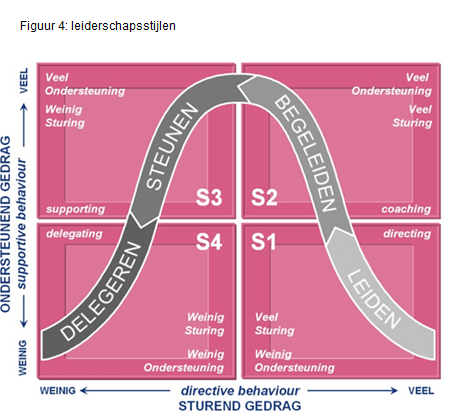 Figuur 4: leiderschapsstijlen
Veel
Ondersteuning
Weinig
Sturing
supporting
S3
STEUNEN
Veel
Ondersteuning
Veel
Sturing
coaching
S2
BEGELEIDEN
delegating
S4
DELEGEREN
Weinig
Sturing
Weinig
Ondersteuning
directing
S1
LEIDEN
Veel
Sturing
Weinig
Ondersteuning
VEEL
ONDERSTEUNEND GEDRAG
supportive behaviour
WEINIG
WEINIG
directive behaviour
VEEL
STUREND GEDRAG